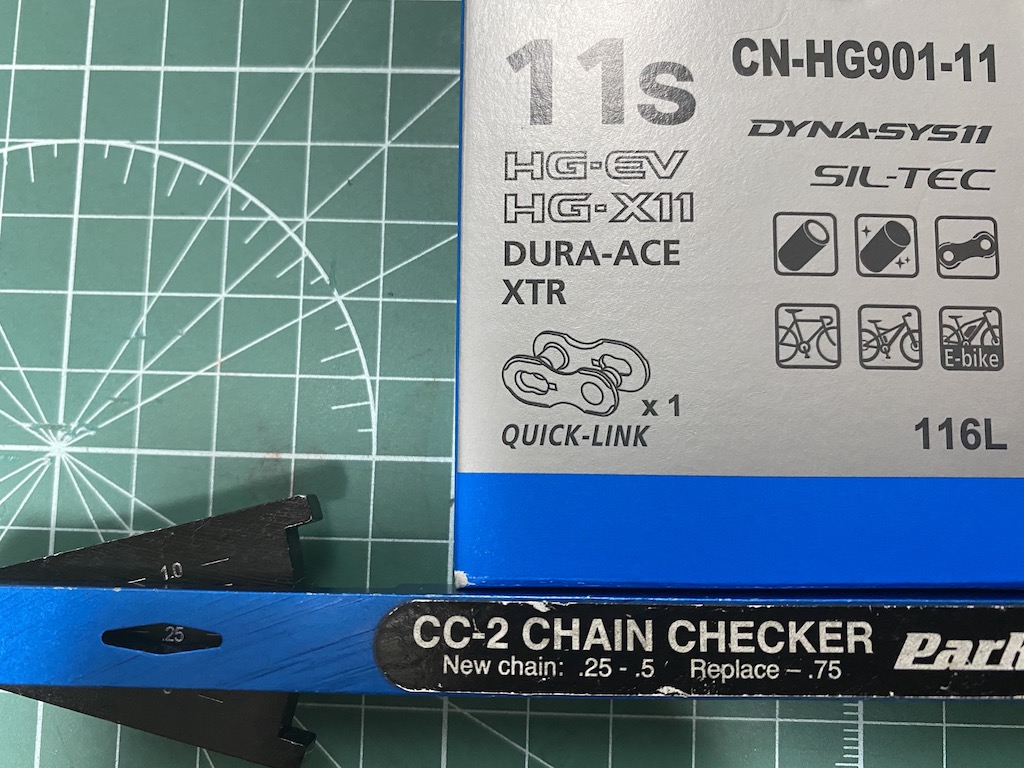 11s
CN-HG901-11
DYNA-SYS11
SIL-TEC
HG-EV
HG-X11
DURA-ACE
XTR
E-bike
x 1
QUICK-LINK
116L
1.0
.25
CC-2 CHAIN CHECKER
New chain: .25 - .5 Replace – .75
Park